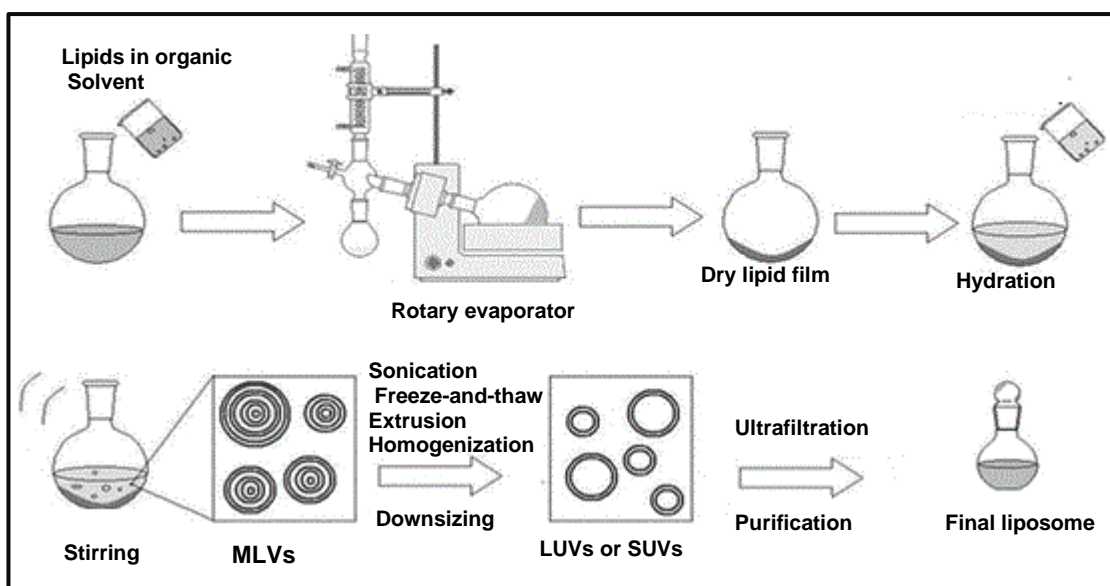 Lipids in organic
Solvent
Rotary evaporator
Dry lipid film
Hydration
Stirring
MLVs
Sonication
Freeze-and-thaw
Extrusion
Homogenization
Downsizing
LUVs or SUVs
Ultrafiltration
Purification
Final liposome